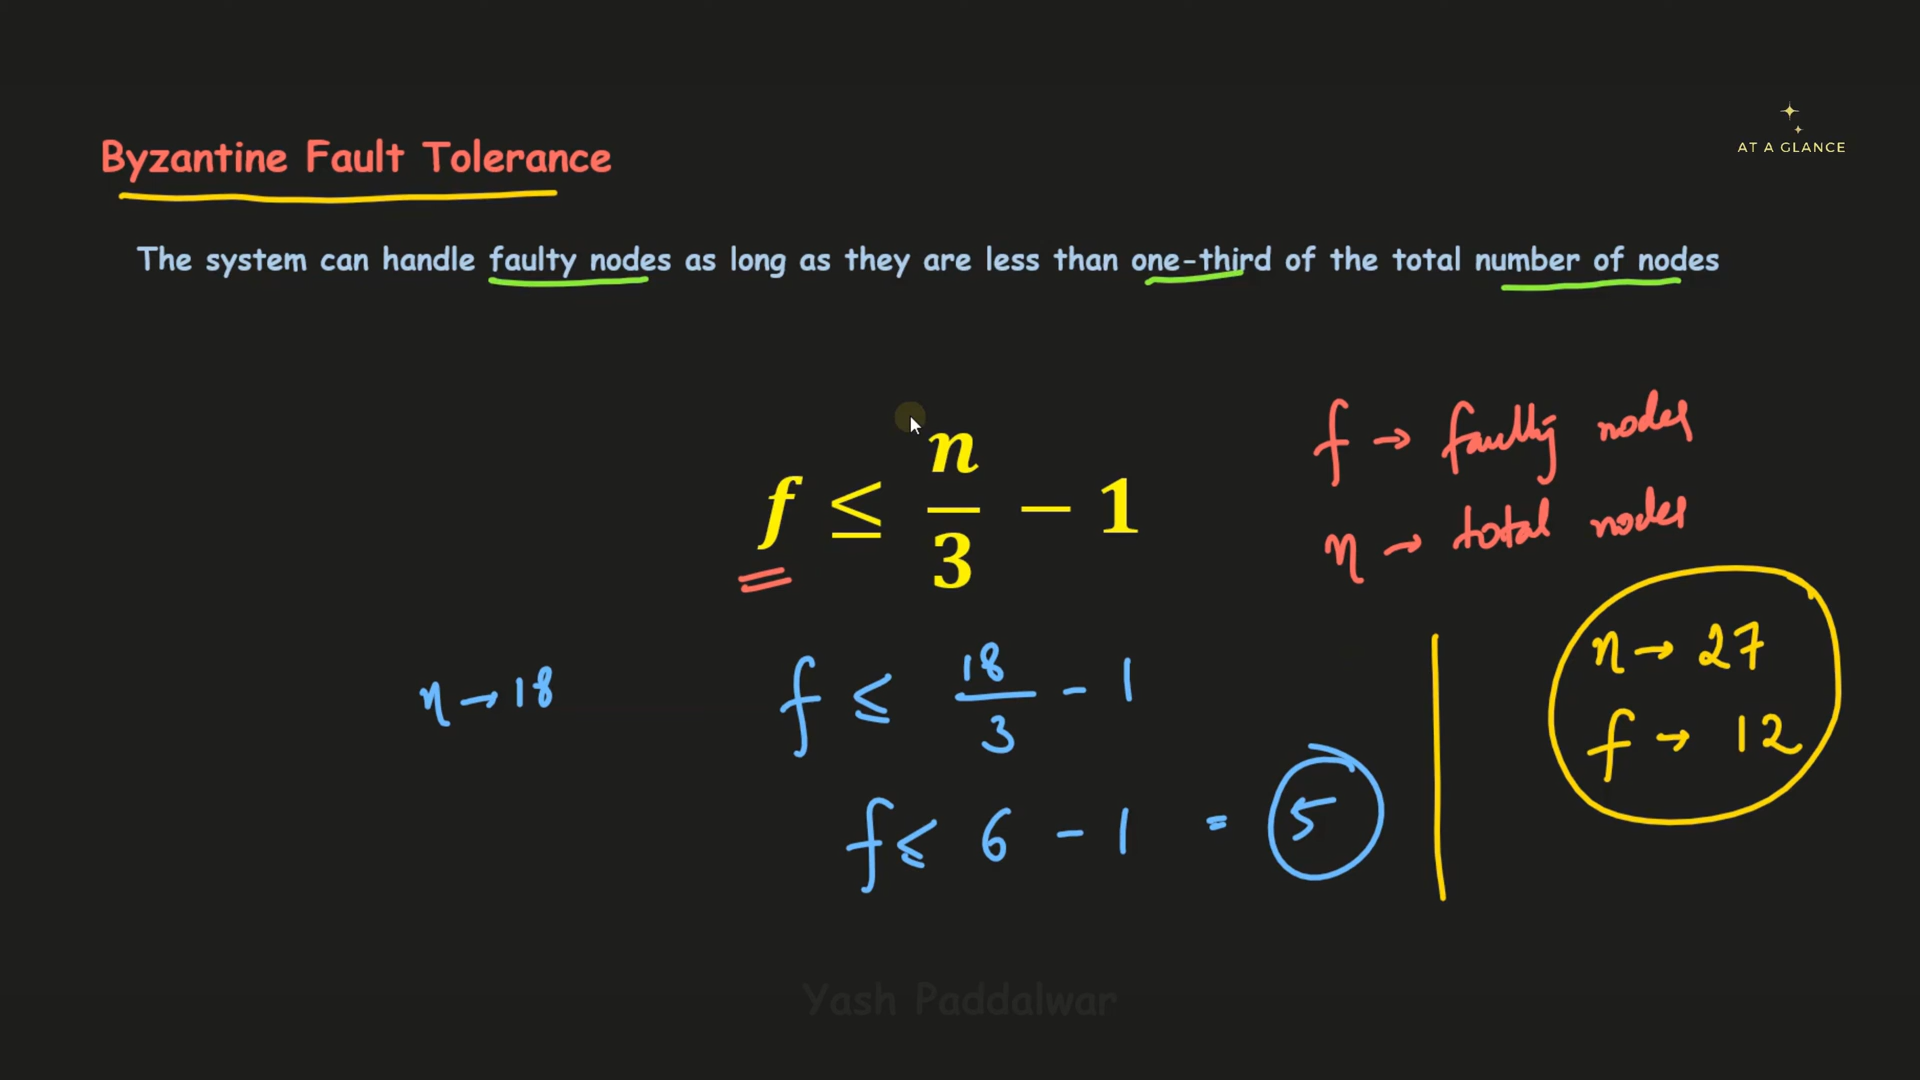 AT A GLANCE
Byzantine Fault Tolerance
The system can handle faulty nodes as long as they are less than one-third of the total number of nodes
f ≤ n/3 − 1
f → faulty nodes
n → total nodes
n → 18
f ≤ 18/3 - 1
f ≤ 6 - 1 = 5
n → 27
f → 12
Yash Paddalwar